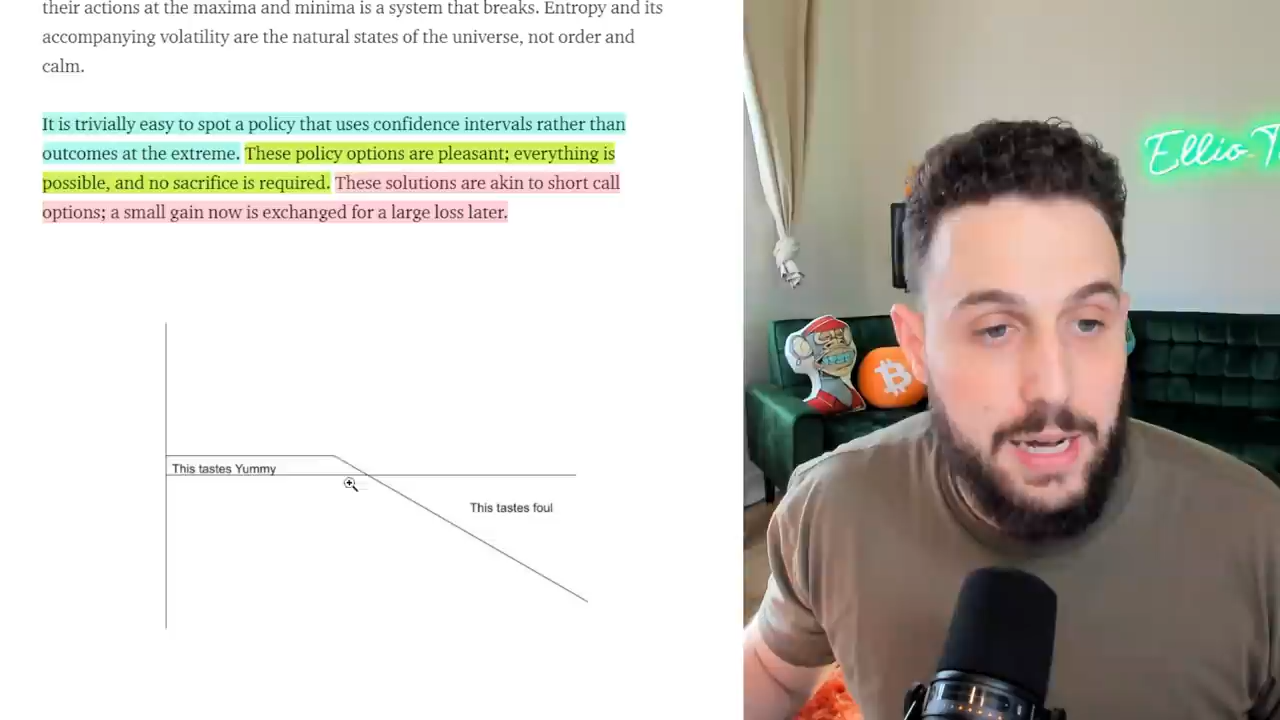 their actions at the maxima and minima is a system that breaks. Entropy and its
accompanying volatility are the natural states of the universe, not order and
calm.
It is trivially easy to spot a policy that uses confidence intervals rather than
outcomes at the extreme. These policy options are pleasant; everything is
possible, and no sacrifice is required. These solutions are akin to short call
options; a small gain now is exchanged for a large loss later.
This tastes Yummy
This tastes foul
Ellio T